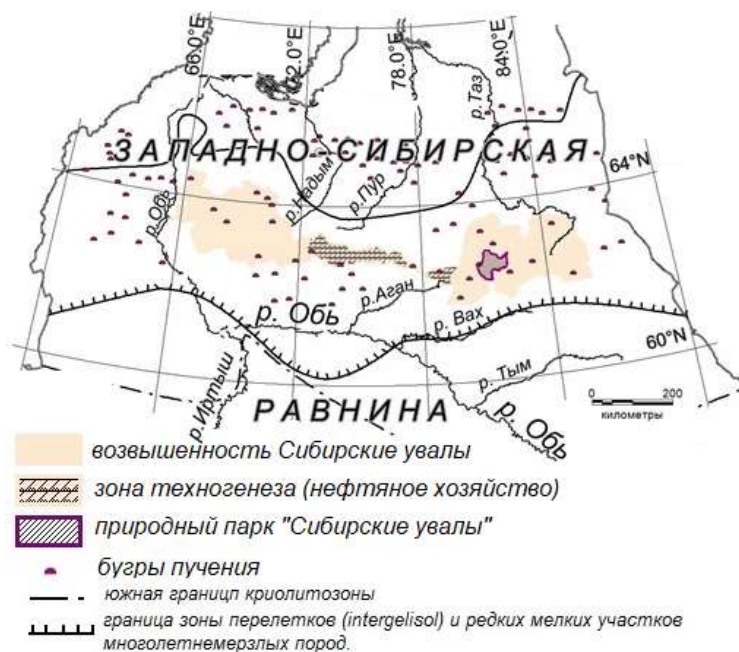 66.0°E
72.0°E
78.0°E
84.0°E
р.Таз
ЗАПАДНО-СИБИРСКАЯ
64°N
р.Обь
р.Надым
р.Пур
р.Аган
р. Обь
р. Вах
60°N
р. Тым
р.Иртыш
РАВНИНА
р. Обь
0 200
километры
возвышенность Сибирские увалы
зона техногенеза (нефтяное хозяйство)
природный парк "Сибирские увалы"
бугры пучения
южная границп криолитозоны
граница зоны перелетков (intergelisol) и редких мелких участков
многолетнемерзлых пород.